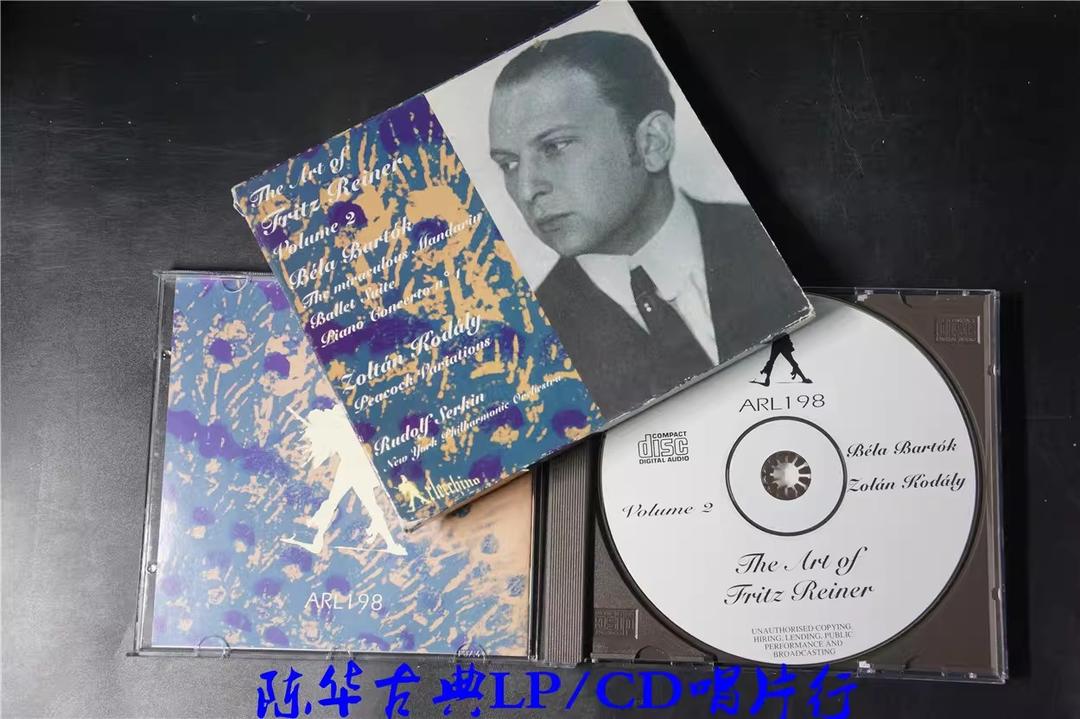 The Art of
Fritz Reiner
Volume 2
Béla Bartók
The miraculous Mandarin
Ballet Suite
Piano Concerto n° 1
Zoltán Kodály
Peacock Variations
Rudolf Serkin
New York Philharmonic Orchestra
Arlecchino
ARL198
ARL198
COMPACT
disc
DIGITAL AUDIO
Béla Bartók
Zolán Kodály
Volume 2
The Art of
Fritz Reiner
UNAUTHORISED COPYING,
HIRING, LENDING, PUBLIC
PERFORMANCE AND
BROADCASTING
陈华古典LP/CD唱片行